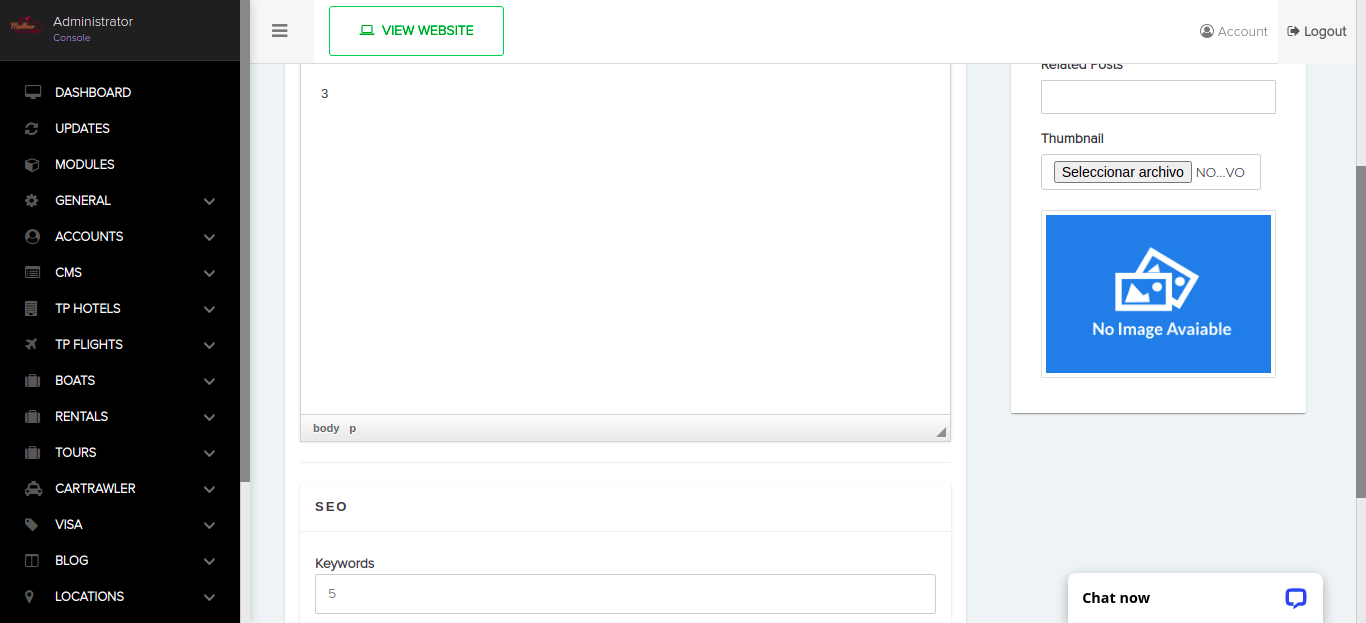 Administrator
Console
VIEW WEBSITE
Account
Logout
DASHBOARD
UPDATES
MODULES
GENERAL
ACCOUNTS
CMS
TP HOTELS
TP FLIGHTS
BOATS
RENTALS
TOURS
CARTRAWLER
VISA
BLOG
LOCATIONS
3
body p
SEO
Keywords
5
Related Posts
Thumbnail
Seleccionar archivo NO...VO
No Image Avaiable
Chat now